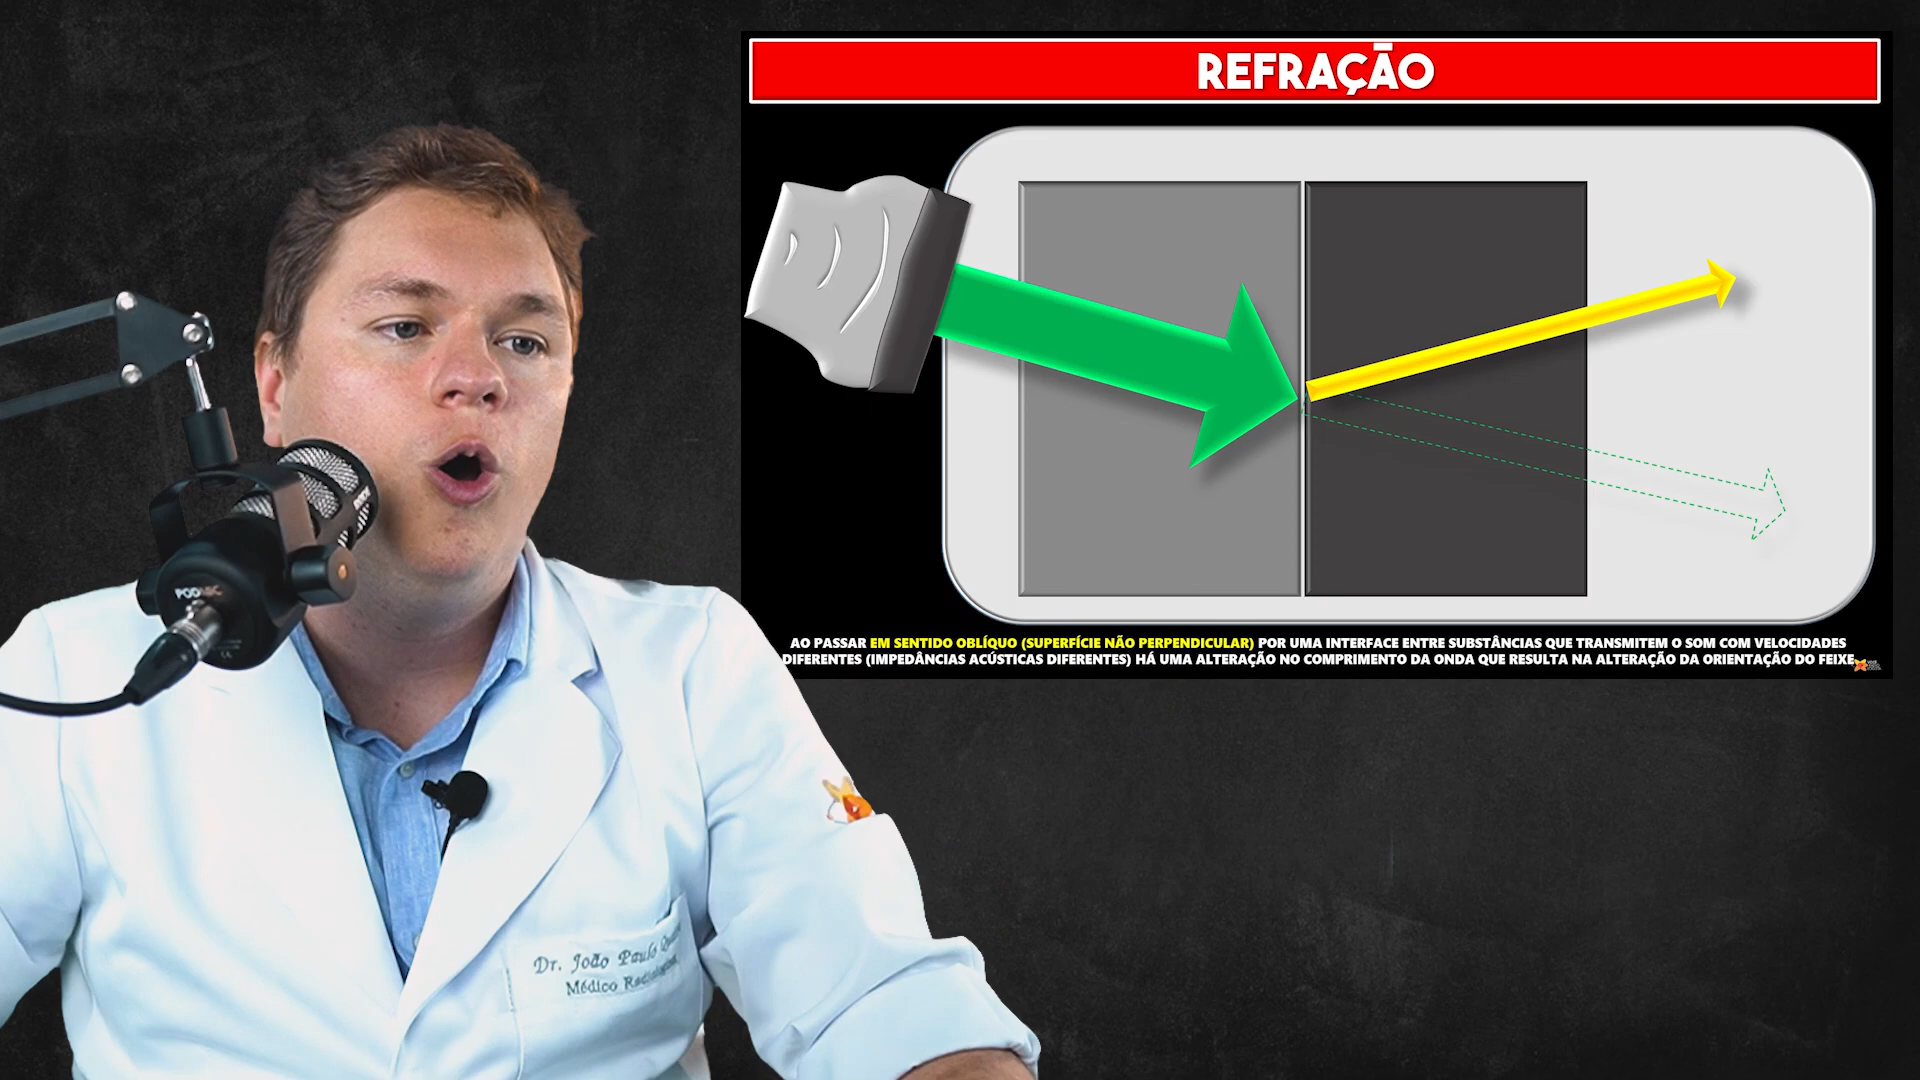 REFRAÇÃO
AO PASSAR EM SENTIDO OBLÍQUO (SUPERFÍCIE NÃO PERPENDICULAR) POR UMA INTERFACE ENTRE SUBSTÂNCIAS QUE TRANSMITEM O SOM COM VELOCIDADES
DIFERENTES (IMPEDÂNCIAS ACÚSTICAS DIFERENTES) HÁ UMA ALTERAÇÃO NO COMPRIMENTO DA ONDA QUE RESULTA NA ALTERAÇÃO DA ORIENTAÇÃO DO FEIXE
Dr. João Paulo
Médico